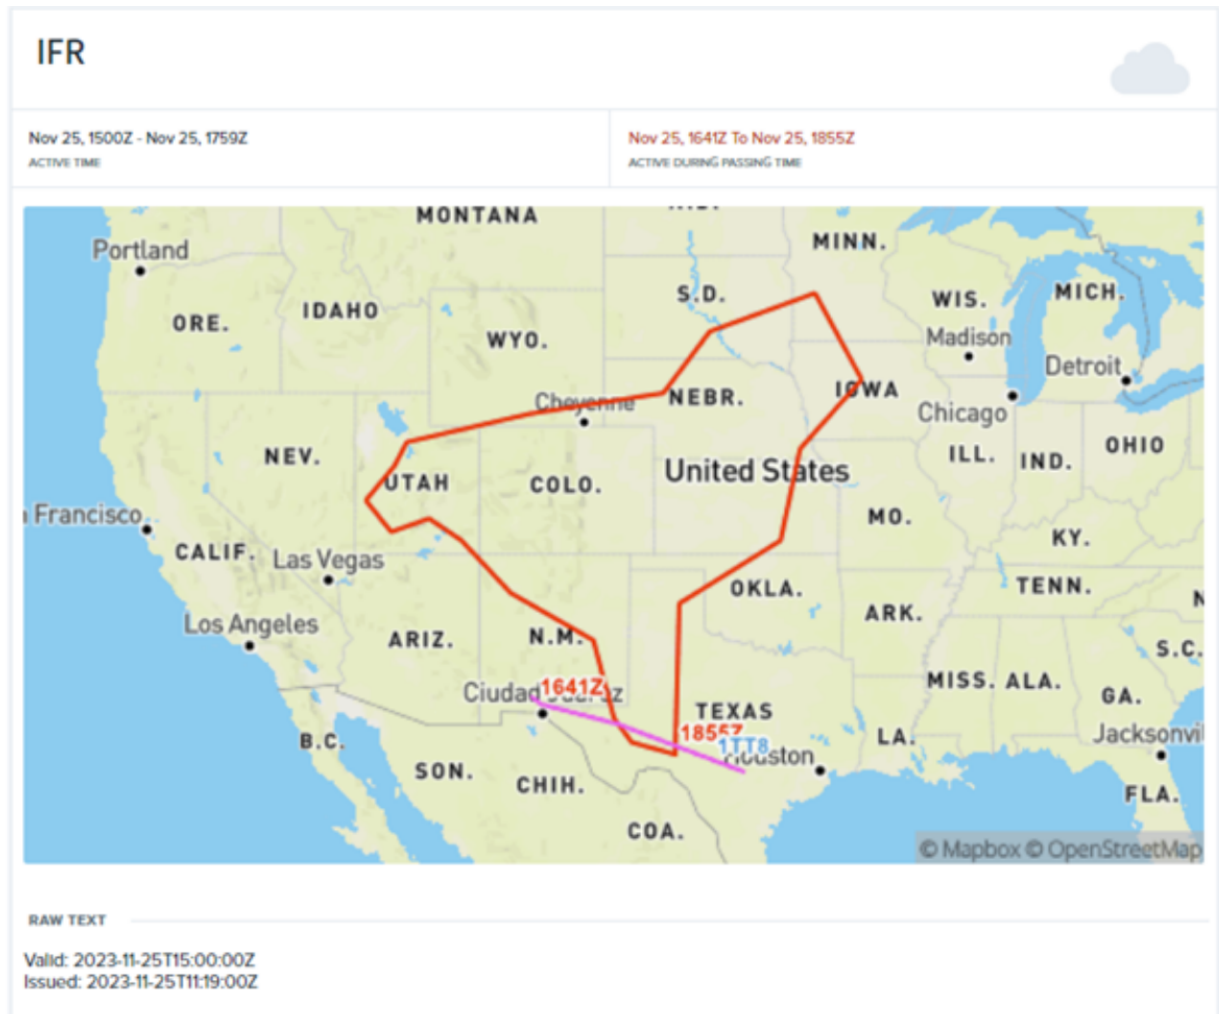 IFR
Nov 25, 1500Z - Nov 25, 1759Z
ACTIVE TIME
Nov 25, 1641Z To Nov 25, 1855Z
ACTIVE DURING PASSING TIME
MONTANA
Portland
MINN.
ORE.
IDAHO
S.D.
WIS.
MICH.
WYO.
Madison
Detroit
Cheyenne
NEBR.
IOWA
Chicago
NEV.
UTAH
COLO.
United States
ILL.
IND.
OHIO
Francisco
CALIF.
Las Vegas
MO.
KY.
OKLA.
TENN.
Los Angeles
ARIZ.
N.M.
ARK.
S.C.
Ciudad
1641Z
MISS.
ALA.
GA.
TEXAS
1855Z
1TT8
Houston
LA.
Jacksonvi
B.C.
SON.
CHIH.
FLA.
COA.
© Mapbox © OpenStreetMap
RAW TEXT
Valid: 2023-11-25T15:00:00Z
Issued: 2023-11-25T11:19:00Z